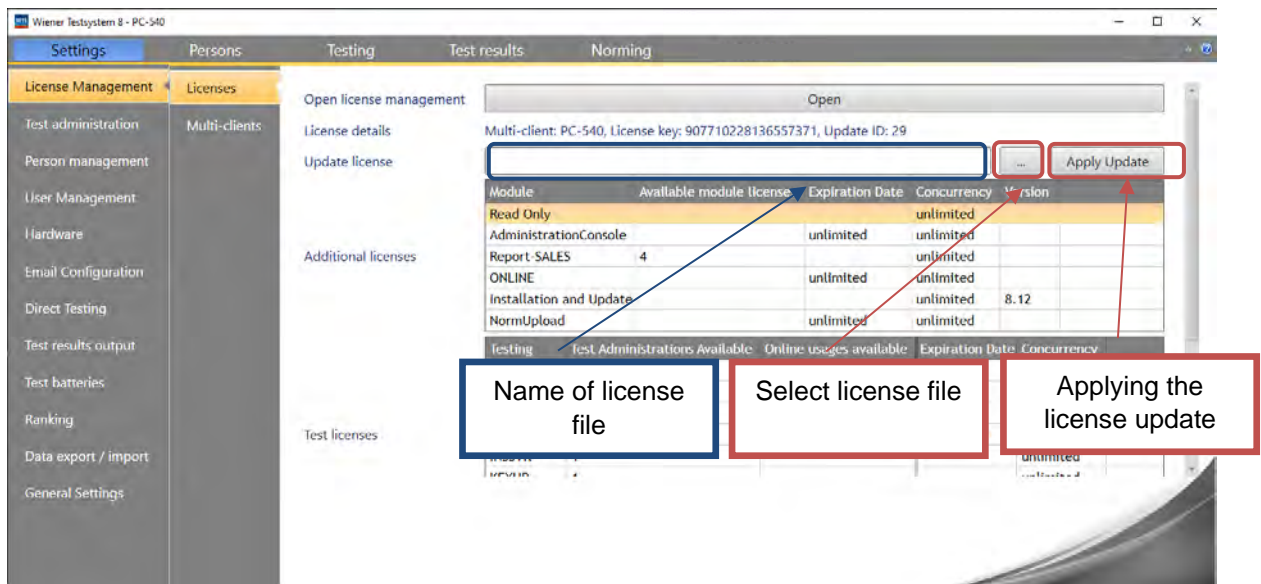 Wiener Testsystem 8 - PC-540
Settings Persons Testing Test results Norming
License Management
Test administration
Person management
User Management
Hardware
Email Configuration
Direct Testing
Test results output
Test batteries
Ranking
Data export / import
General Settings
Licenses
Multi-clients
Open license management Open
License details Multi-client: PC-540, License key: 907710228136557371, Update ID: 29
Update license ... Apply Update
Additional licenses
Module Available module license Expiration Date Concurrency Version
Read Only unlimited
AdministrationConsole unlimited unlimited
Report-SALES 4 unlimited
ONLINE unlimited unlimited
Installation and Update unlimited 8.12
NormUpload unlimited unlimited
Test licenses
Testing Test Administrations Available Online usages available Expiration Date Concurrency
unlimited
Name of license
file
Select license file
Applying the
license update